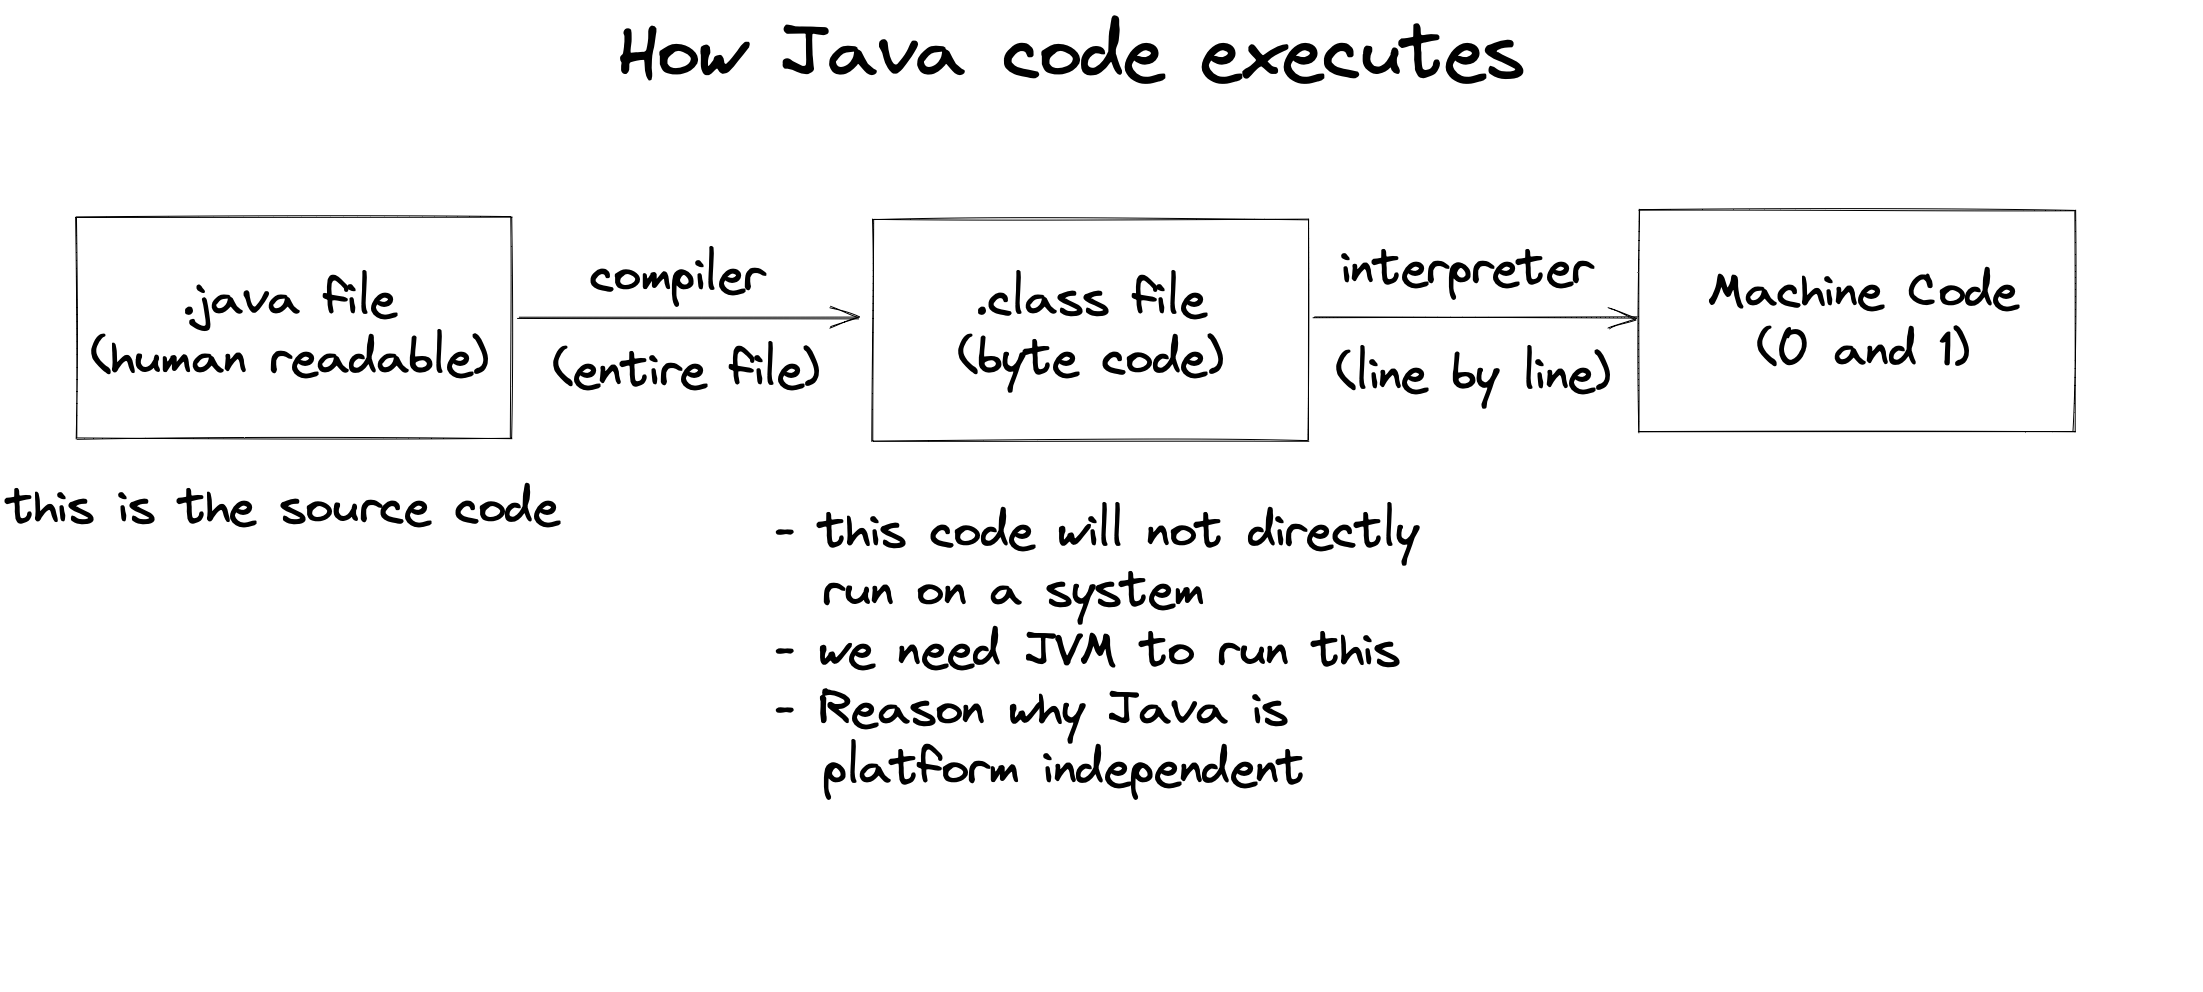 How Java code executes
.java file
(human readable)
compiler
(entire file)
.class file
(byte code)
interpreter
(line by line)
Machine Code
(0 and 1)
this is the source code
- this code will not directly
run on a system
- we need JVM to run this
- Reason why Java is
platform independent